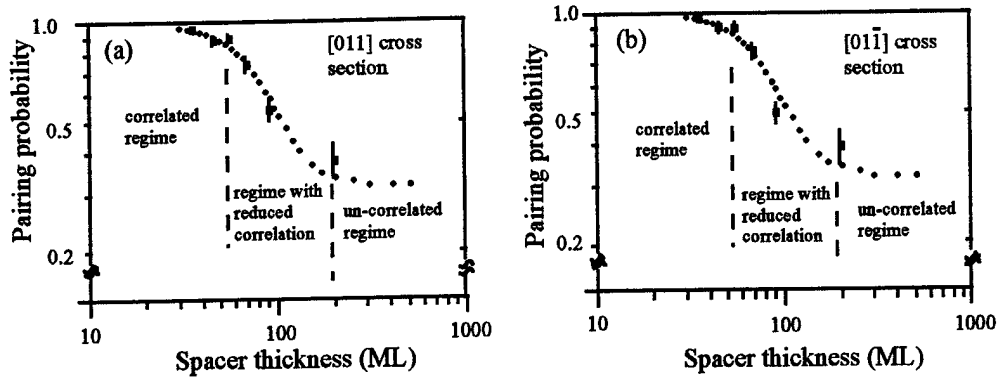 1.0
(a)
[011] cross
section
Pairing probability
correlated
regime
0.5
regime with
reduced
correlation
un-correlated
regime
0.2
10
100
1000
Spacer thickness (ML)
1.0
(b)
[011̅] cross
section
Pairing probability
correlated
regime
0.5
regime with
reduced
correlation
un-correlated
regime
0.2
10
100
1000
Spacer thickness (ML)